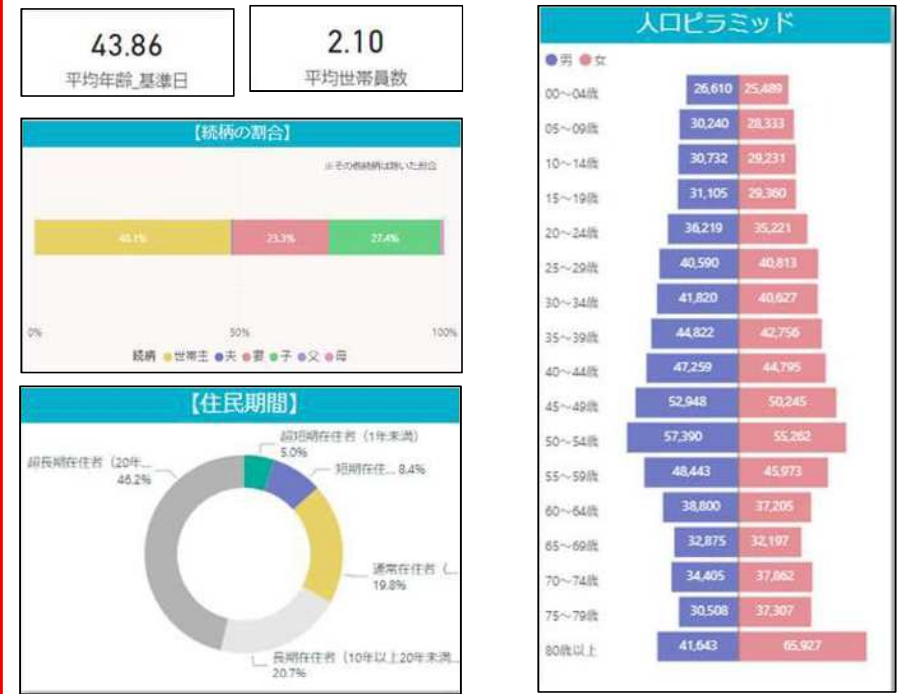 43.86
平均年齢_基準日
2.10
平均世帯員数
【続柄の割合】
※その他続柄は除いた割合
48.1% 23.3% 27.4%
0% 50% 100%
続柄 世帯主 夫 妻 子 父 母
【住民期間】
超短期在住者（1年未満）
5.0%
短期在住... 8.4%
超長期在住者（20年...
46.2%
通常在住者（...
19.8%
長期在住者（10年以上20年未満...
20.7%
人口ピラミッド
男 女
00～04歳 26,610 25,489
05～09歳 30,240 28,333
10～14歳 30,732 29,231
15～19歳 31,105 29,360
20～24歳 36,219 35,221
25～29歳 40,590 40,813
30～34歳 41,820 40,627
35～39歳 44,822 42,756
40～44歳 47,259 44,795
45～49歳 52,948 50,245
50～54歳 57,390 55,262
55～59歳 48,443 45,973
60～64歳 38,800 37,205
65～69歳 32,875 32,197
70～74歳 34,405 37,862
75～79歳 30,508 37,307
80歳以上 41,643 65,927